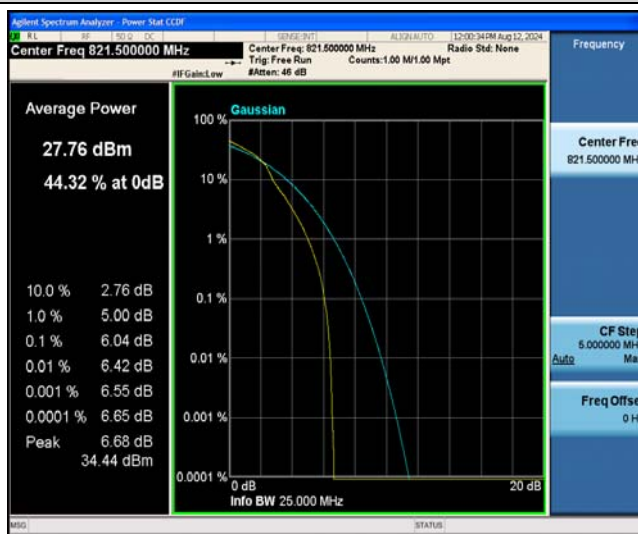 Agilent Spectrum Analyzer - Power Stat CCDF
RL RF 50 Ω DC SENSE:INT ALIGN AUTO 12:00:34 PM Aug 12, 2024
Center Freq 821.500000 MHz
Center Freq: 821.500000 MHz Radio Std: None
Trig: Free Run Counts:1.00 M/1.00 Mpt
#IFGain:Low #Atten: 46 dB
Frequency
Average Power
27.76 dBm
44.32 % at 0dB
10.0 % 2.76 dB
1.0 % 5.00 dB
0.1 % 6.04 dB
0.01 % 6.42 dB
0.001 % 6.55 dB
0.0001 % 6.65 dB
Peak 6.68 dB
34.44 dBm
Gaussian
100 %
10 %
1 %
0.1 %
0.01 %
0.001 %
0.0001 %
0 dB 20 dB
Info BW 25.000 MHz
Center Fre
821.500000 MH
CF Step
5.000000 MH
Auto Ma
Freq Offse
0 H
MSG STATUS